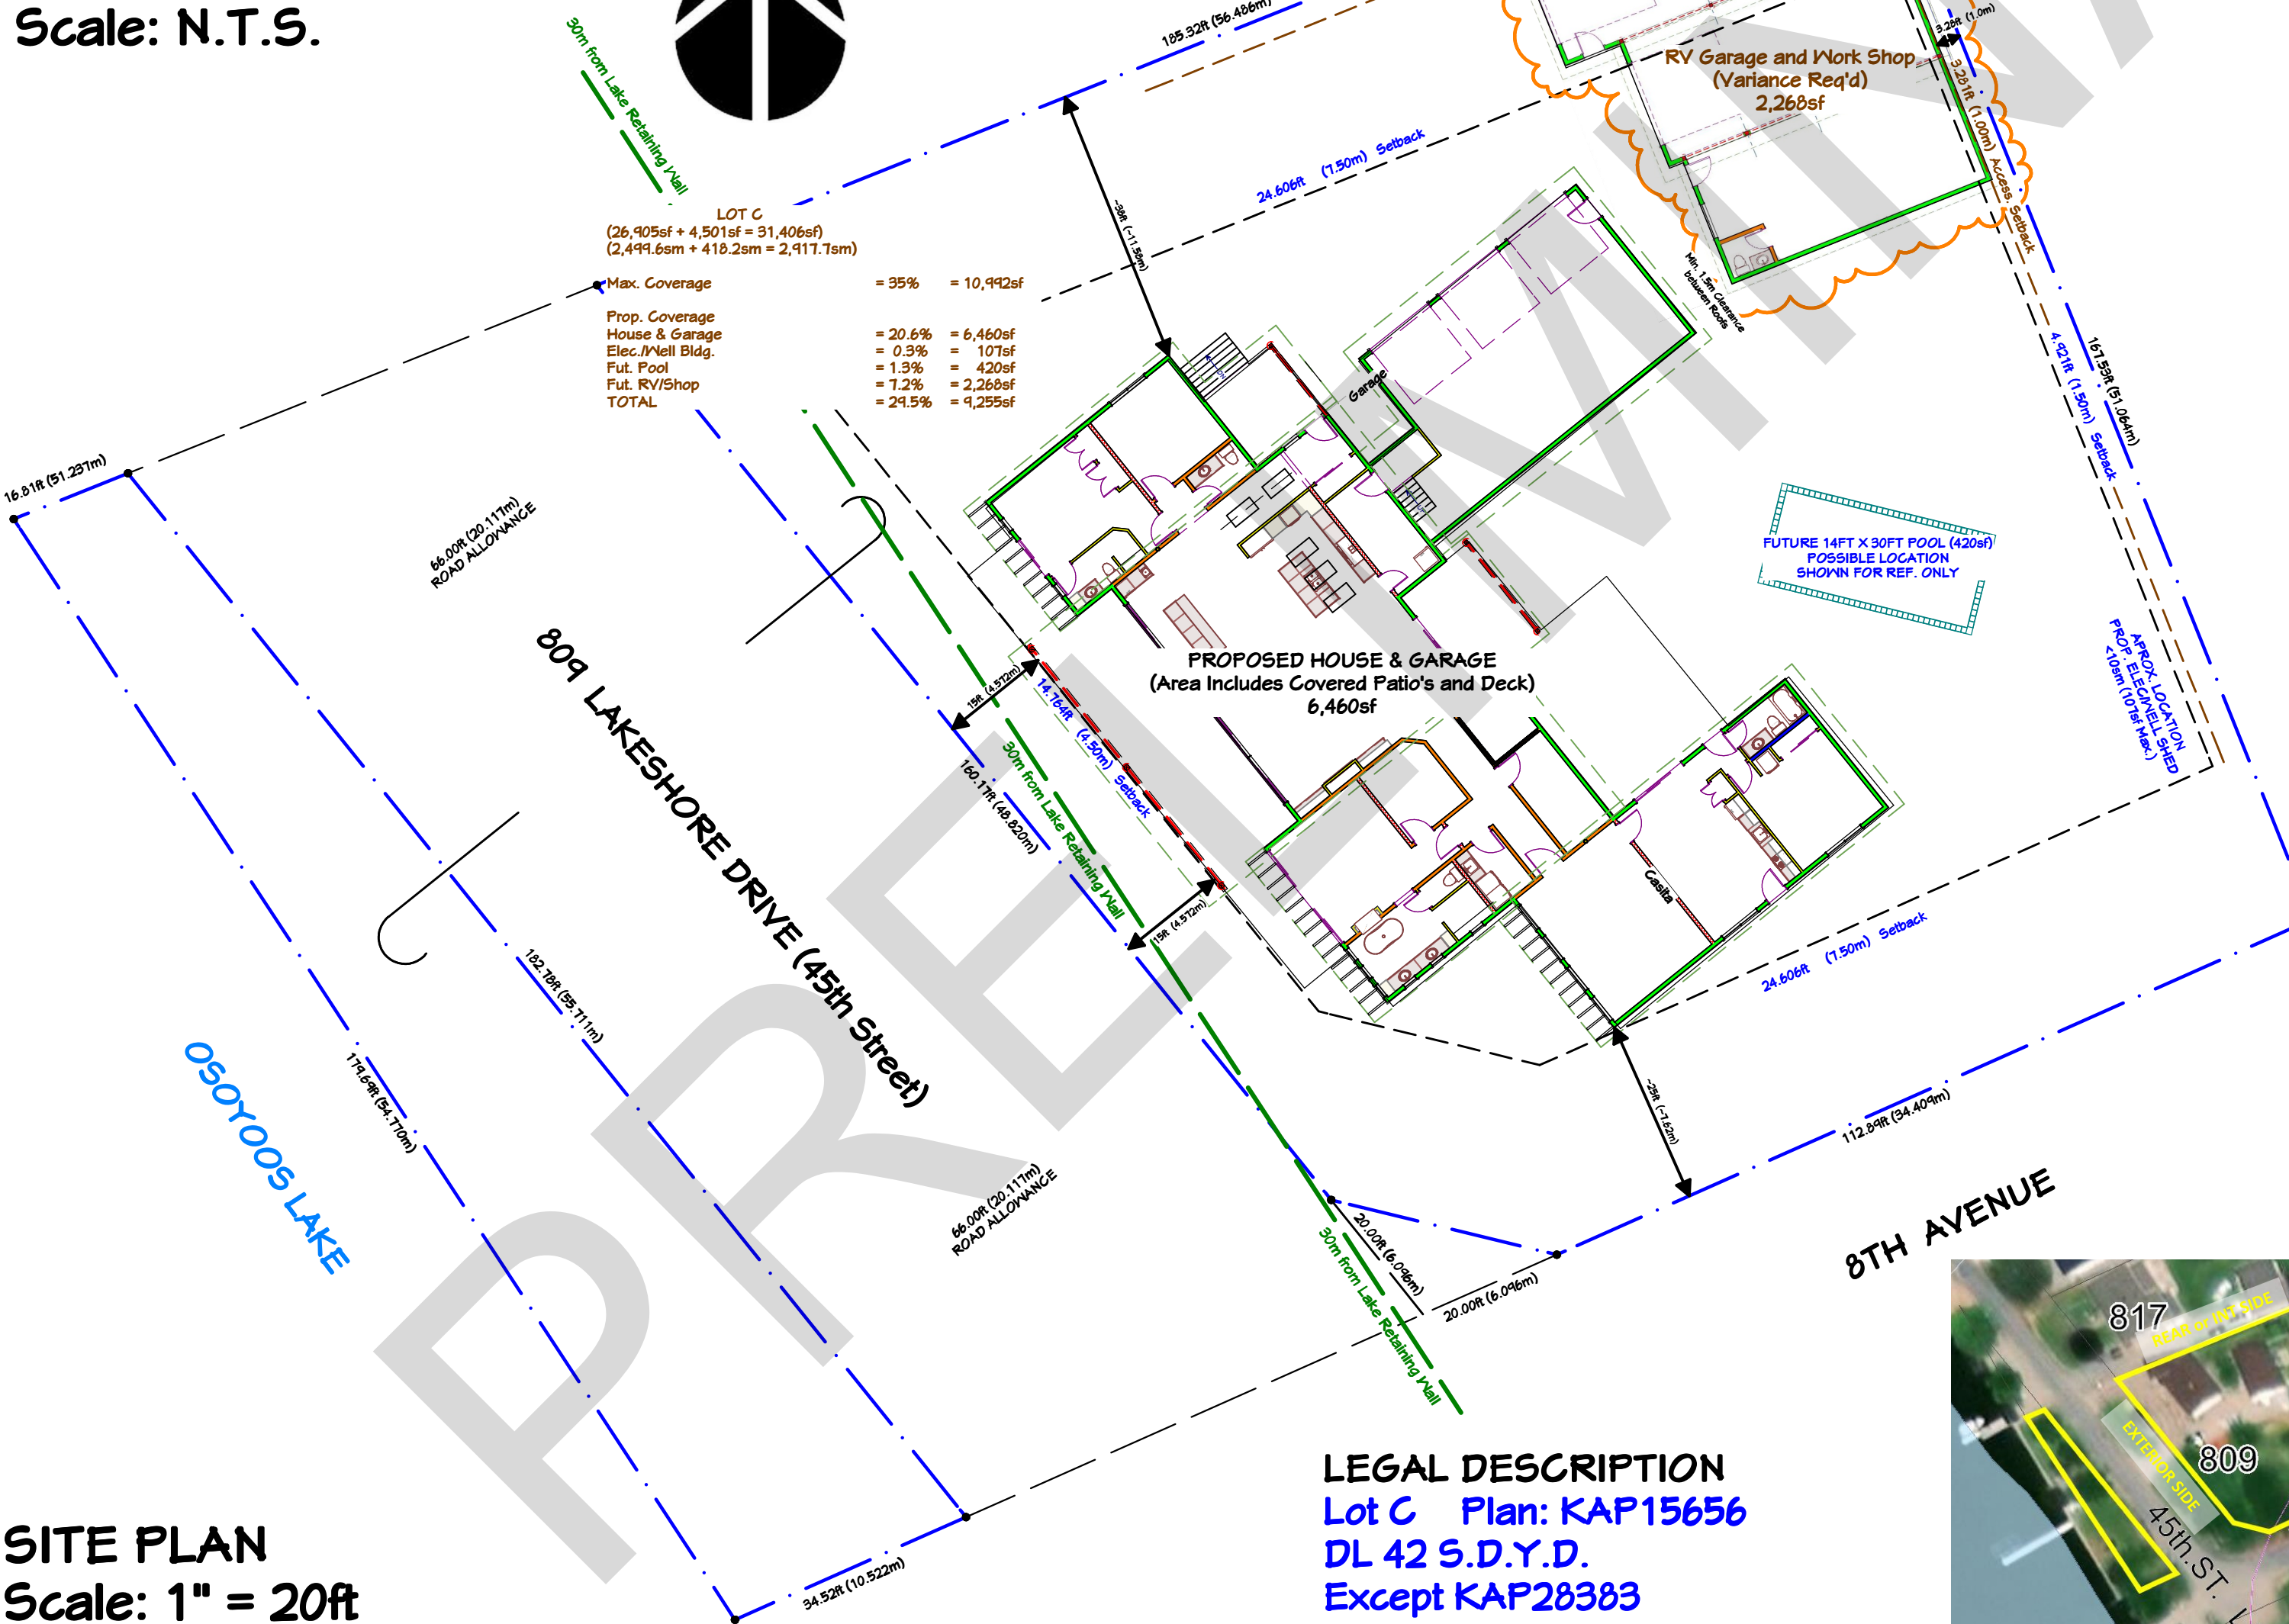 Scale: N.T.S.
30m from Lake Retaining Wall
185.32ft (56.486m)
3.28ft (1.0m)
RV Garage and Work Shop
(Variance Req'd)
2,268sf
3.281ft (1.00m) Access. Setback
24.606ft (7.50m) Setback
~38ft (~11.58m)
LOT C
(26,905sf + 4,501sf = 31,406sf)
(2,499.6sm + 418.2sm = 2,917.7sm)
Max. Coverage = 35% = 10,992sf
Prop. Coverage
House & Garage = 20.6% = 6,460sf
Elec./Well Bldg. = 0.3% = 107sf
Fut. Pool = 1.3% = 420sf
Fut. RV/Shop = 7.2% = 2,268sf
TOTAL = 29.5% = 9,255sf
Min. 1.5m Clearance
between Roofs
DN
Garage
UP
4.921ft (1.50m) Setback
167.53ft (51.064m)
16.81ft (51.237m)
66.00ft (20.117m)
ROAD ALLOWANCE
FUTURE 14FT X 30FT POOL (420sf)
POSSIBLE LOCATION
SHOWN FOR REF. ONLY
APROX. LOCATION
PROP. ELEC/WELL SHED
<10sm (107sf Max.)
809 LAKESHORE DRIVE (45th Street)
PROPOSED HOUSE & GARAGE
(Area Includes Covered Patio's and Deck)
6,460sf
15ft (4.572m)
14.764ft (4.50m) Setback
30m from Lake Retaining Wall
160.17ft (48.820m)
15ft (4.572m)
Casita
24.606ft (7.50m) Setback
182.78ft (55.711m)
179.69ft (54.770m)
OSOYOOS LAKE
~25ft (~7.62m)
112.89ft (34.409m)
66.00ft (20.117m)
ROAD ALLOWANCE
20.00ft (6.096m)
20.00ft (6.096m)
30m from Lake Retaining Wall
8TH AVENUE
34.52ft (10.522m)
PRELIMINA
817
REAR or INT SIDE
EXTERIOR SIDE
809
45th.ST.
LEGAL DESCRIPTION
Lot C Plan: KAP15656
DL 42 S.D.Y.D.
Except KAP28383
SITE PLAN
Scale: 1" = 20ft